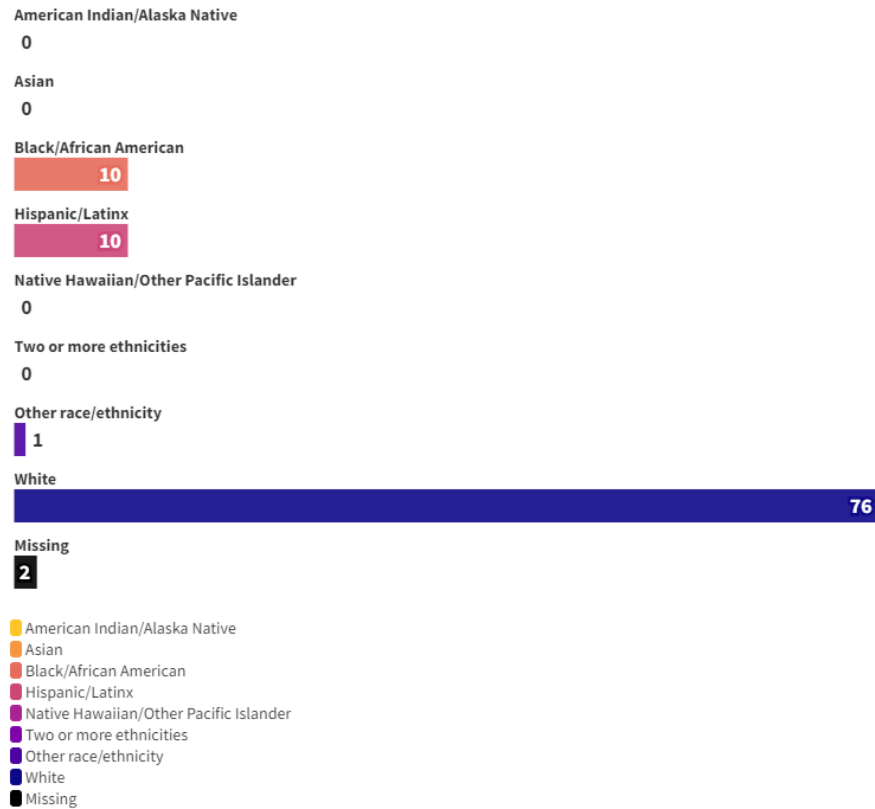 American Indian/Alaska Native
0
Asian
0
Black/African American
10
Hispanic/Latinx
10
Native Hawaiian/Other Pacific Islander
0
Two or more ethnicities
0
Other race/ethnicity
1
White
76
Missing
2
American Indian/Alaska Native
Asian
Black/African American
Hispanic/Latinx
Native Hawaiian/Other Pacific Islander
Two or more ethnicities
Other race/ethnicity
White
Missing